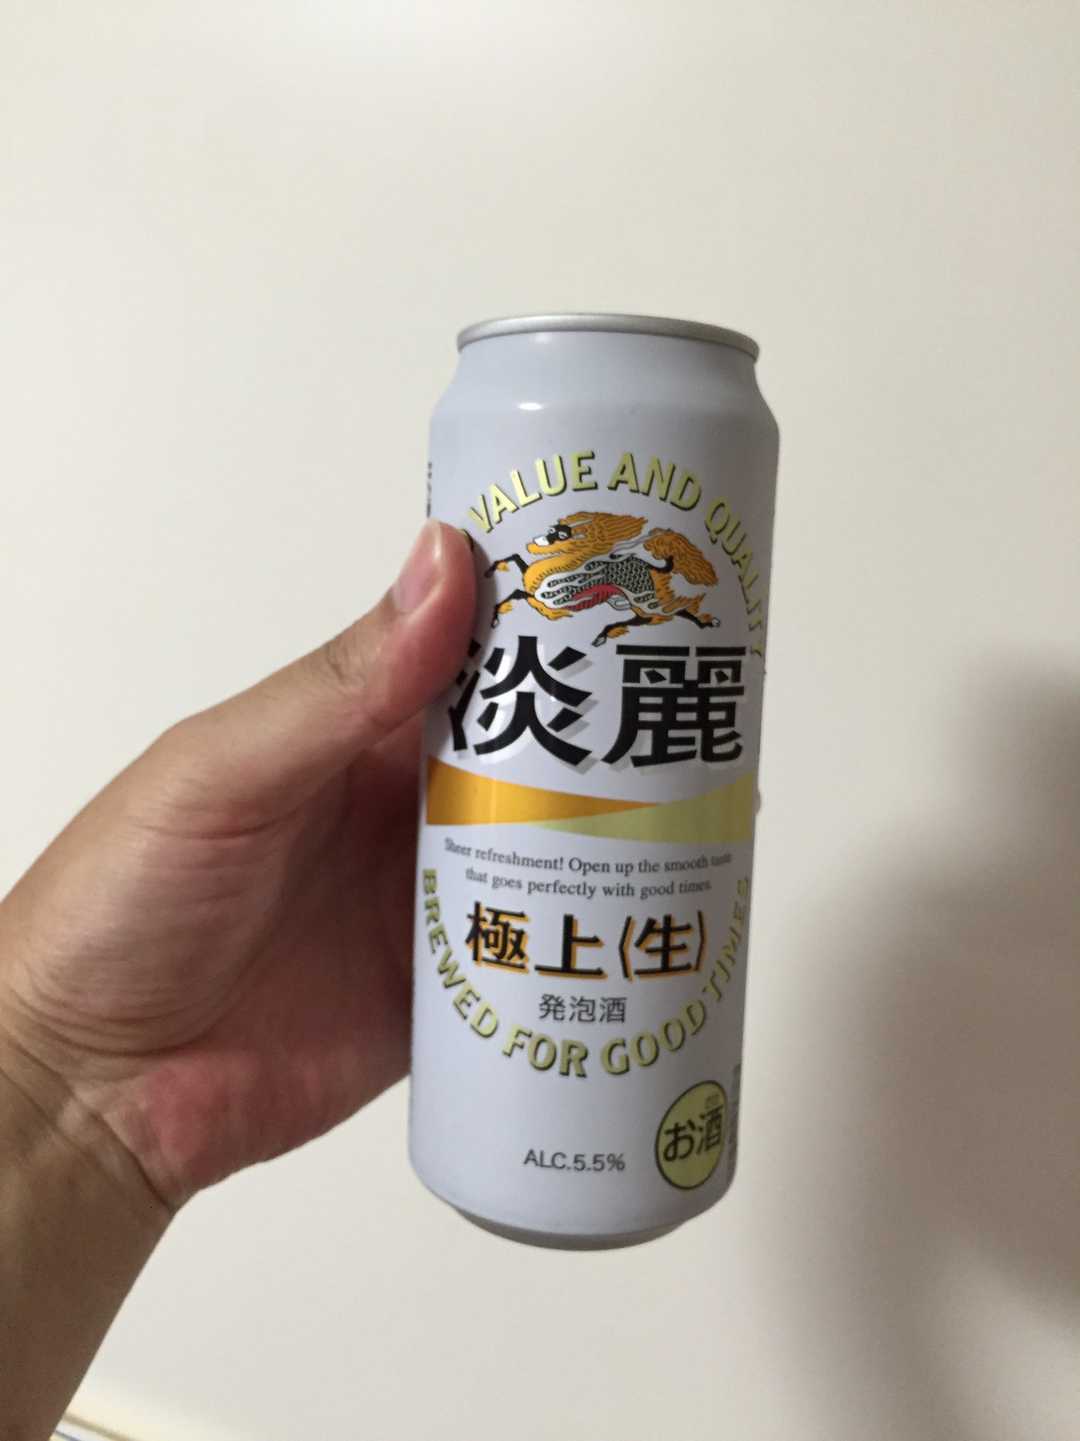 VALUE AND QUALITY
淡麗
Sheer refreshment! Open up the smooth taste
that goes perfectly with good times.
極上〈生〉
発泡酒
BREWED FOR GOOD TIMES
ALC.5.5%
お酒